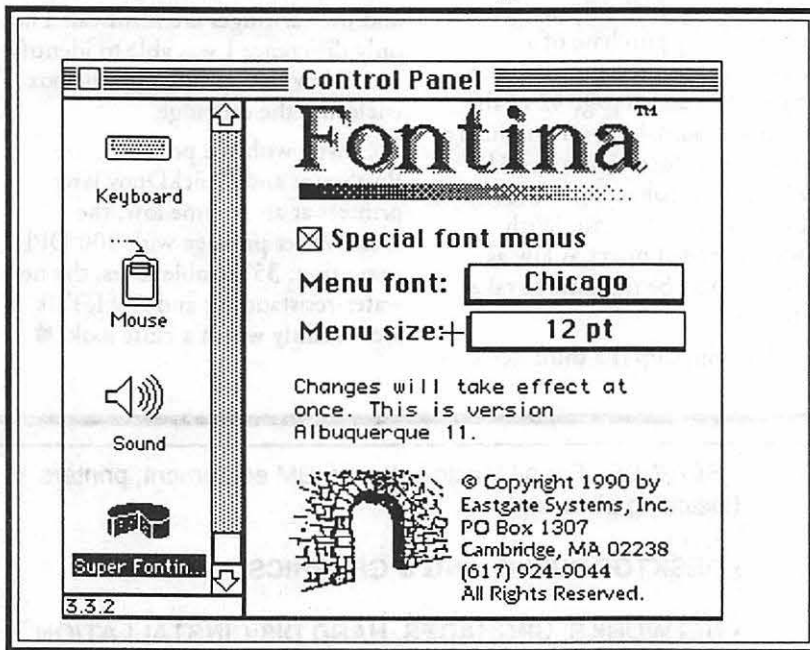 Control Panel
Keyboard
Mouse
Sound
Super Fontin...
3.3.2
Fontina™
Special font menus
Menu font: Chicago
Menu size: 12 pt
Changes will take effect at
once. This is version
Albuquerque 11.
© Copyright 1990 by
Eastgate Systems, Inc.
PO Box 1307
Cambridge, MA 02238
(617) 924-9044
All Rights Reserved.